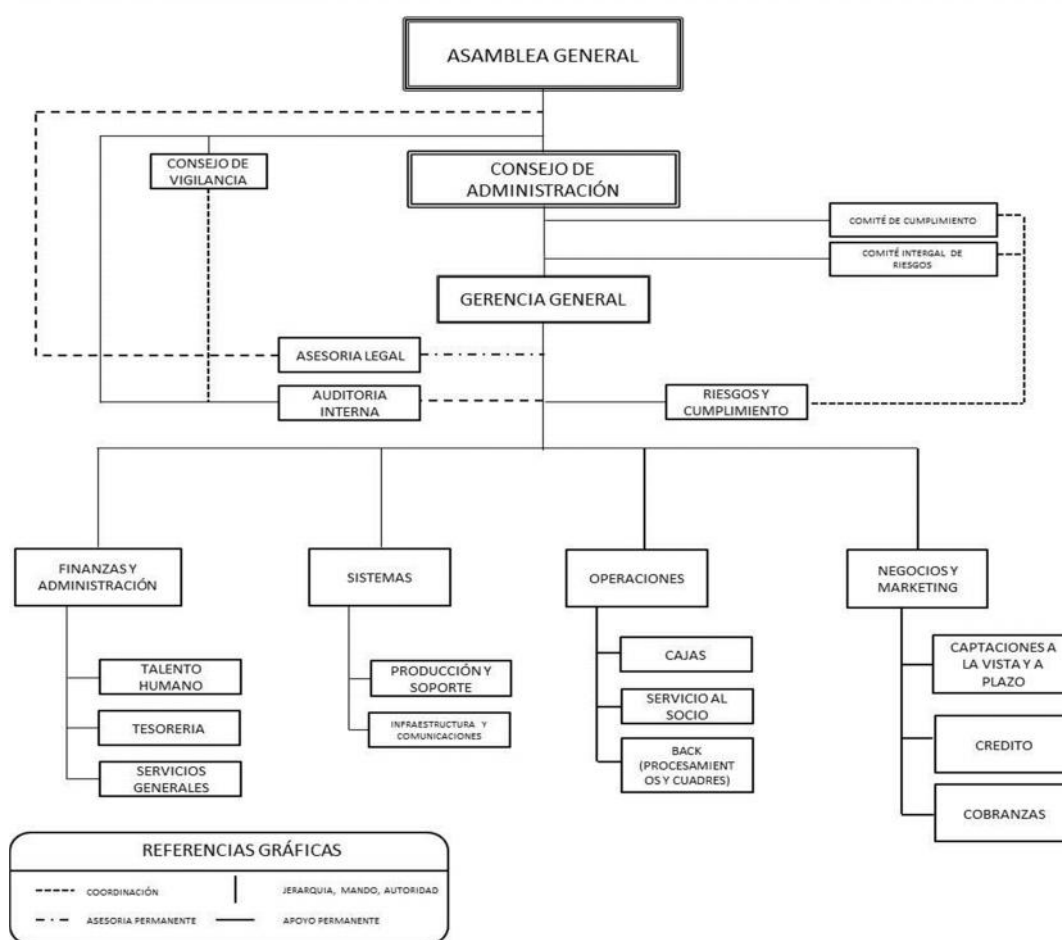 ASAMBLEA GENERAL
CONSEJO DE
VIGILANCIA
CONSEJO DE
ADMINISTRACIÓN
COMITÉ DE CUMPLIMIENTO
COMITÉ INTERGAL DE
RIESGOS
GERENCIA GENERAL
ASESORIA LEGAL
AUDITORIA
INTERNA
RIESGOS Y
CUMPLIMIENTO
FINANZAS Y
ADMINISTRACIÓN
SISTEMAS
OPERACIONES
NEGOCIOS Y
MARKETING
TALENTO
HUMANO
TESORERIA
SERVICIOS
GENERALES
PRODUCCIÓN Y
SOPORTE
INFRAESTRUCTURA Y
COMUNICACIONES
CAJAS
SERVICIO AL
SOCIO
BACK
(PROCESAMIENT
OS Y CUADRES)
CAPTACIONES A
LA VISTA Y A
PLAZO
CREDITO
COBRANZAS
REFERENCIAS GRÁFICAS
COORDINACIÓN
JERARQUIA, MANDO, AUTORIDAD
ASESORIA PERMANENTE
APOYO PERMANENTE